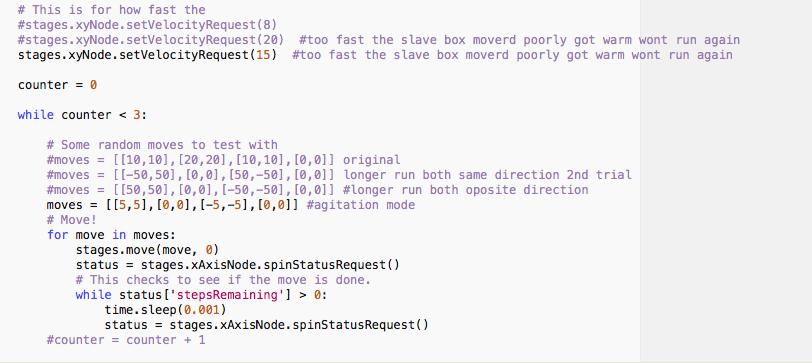 # This is for how fast the
#stages.xyNode.setVelocityRequest(8)
#stages.xyNode.setVelocityRequest(20)  #too fast the slave box moverd poorly got warm wont run again
stages.xyNode.setVelocityRequest(15)  #too fast the slave box moverd poorly got warm wont run again
counter = 0
while counter < 3:
# Some random moves to test with
#moves = [[10,10],[20,20],[10,10],[0,0]] original
#moves = [[-50,50],[0,0],[50,-50],[0,0]] longer run both same direction 2nd trial
#moves = [[50,50],[0,0],[-50,-50],[0,0]] #longer run both oposite direction
moves = [[5,5],[0,0],[-5,-5],[0,0]] #agitation mode
# Move!
for move in moves:
stages.move(move, 0)
status = stages.xAxisNode.spinStatusRequest()
# This checks to see if the move is done.
while status['stepsRemaining'] > 0:
time.sleep(0.001)
status = stages.xAxisNode.spinStatusRequest()
#counter = counter + 1